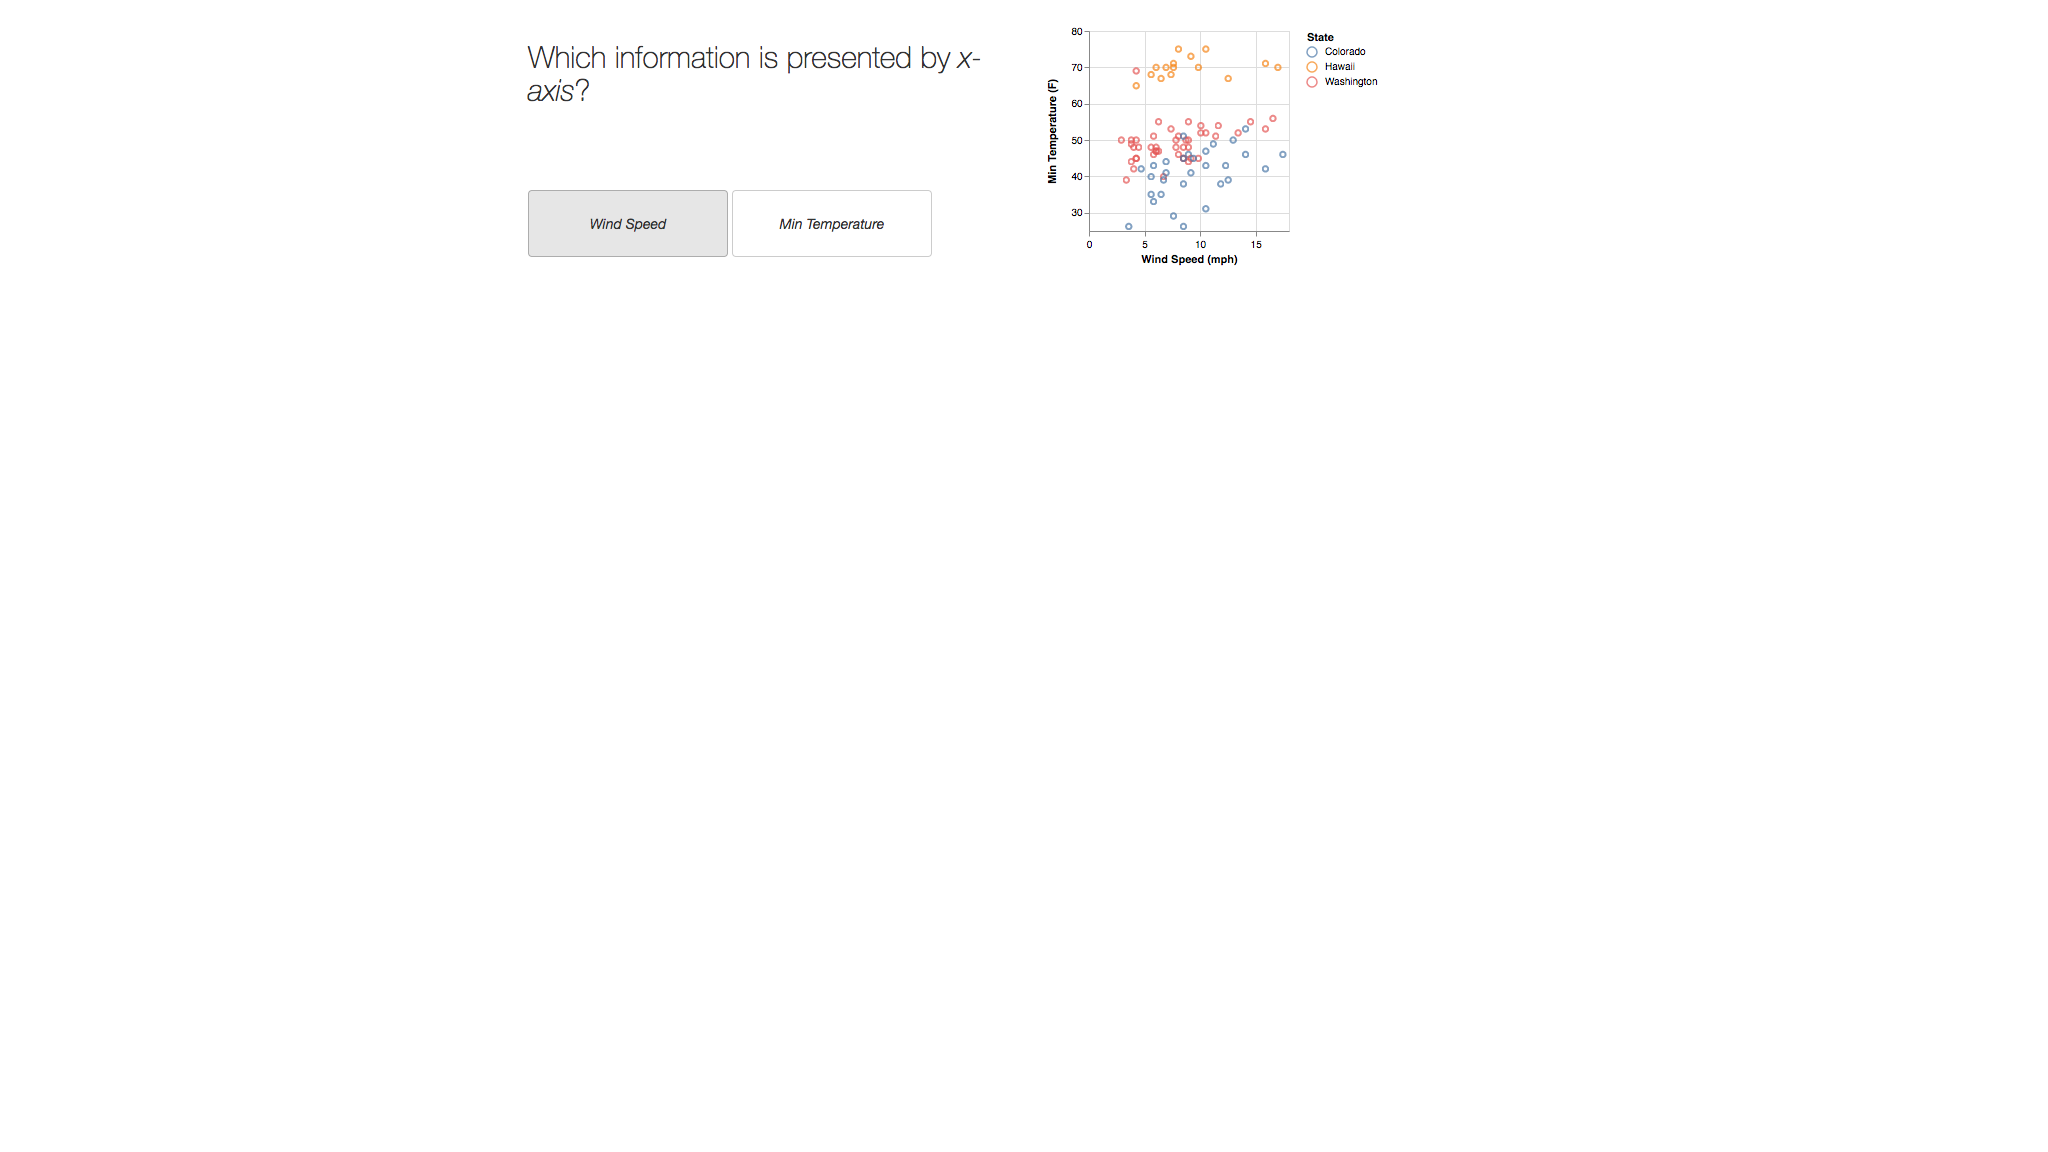 Which information is presented by x-
axis?
Wind Speed
Min Temperature
80
70
60
50
40
30
Min Temperature (F)
0 5 10 15
Wind Speed (mph)
State
Colorado
Hawaii
Washington